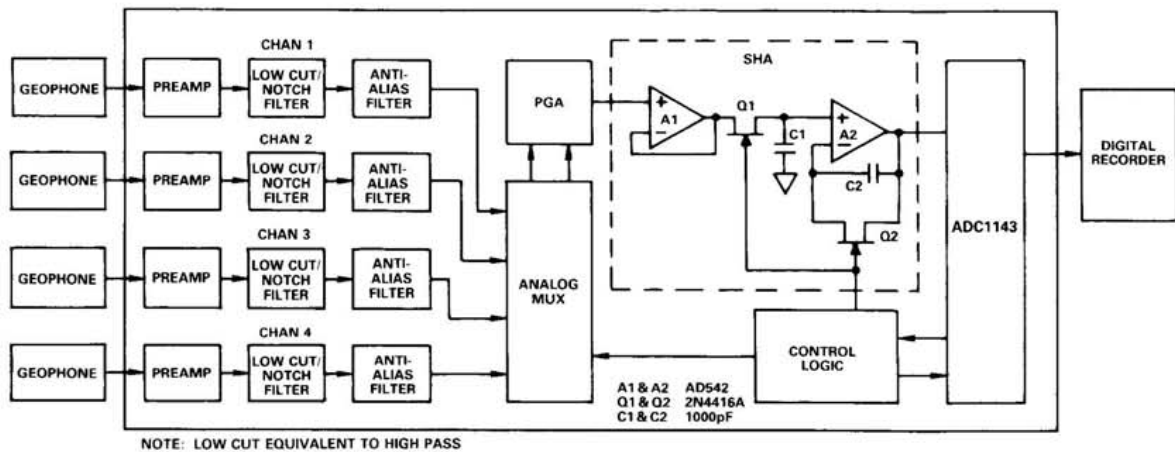 CHAN 1
GEOPHONE
PREAMP
LOW CUT/
NOTCH
FILTER
ANTI-
ALIAS
FILTER
CHAN 2
GEOPHONE
PREAMP
LOW CUT/
NOTCH
FILTER
ANTI-
ALIAS
FILTER
CHAN 3
GEOPHONE
PREAMP
LOW CUT/
NOTCH
FILTER
ANTI-
ALIAS
FILTER
CHAN 4
GEOPHONE
PREAMP
LOW CUT/
NOTCH
FILTER
ANTI-
ALIAS
FILTER
PGA
ANALOG
MUX
SHA
+
A1
−
Q1
C1
+
A2
−
C2
Q2
CONTROL
LOGIC
ADC1143
DIGITAL
RECORDER
A1 & A2 AD542
Q1 & Q2 2N4416A
C1 & C2 1000pF
NOTE: LOW CUT EQUIVALENT TO HIGH PASS